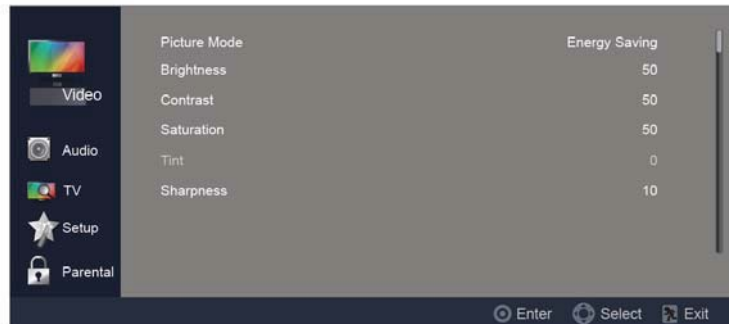 Video
Audio
TV
Setup
Parental
Picture Mode Energy Saving
Brightness 50
Contrast 50
Saturation 50
Tint 0
Sharpness 10
Enter Select Exit